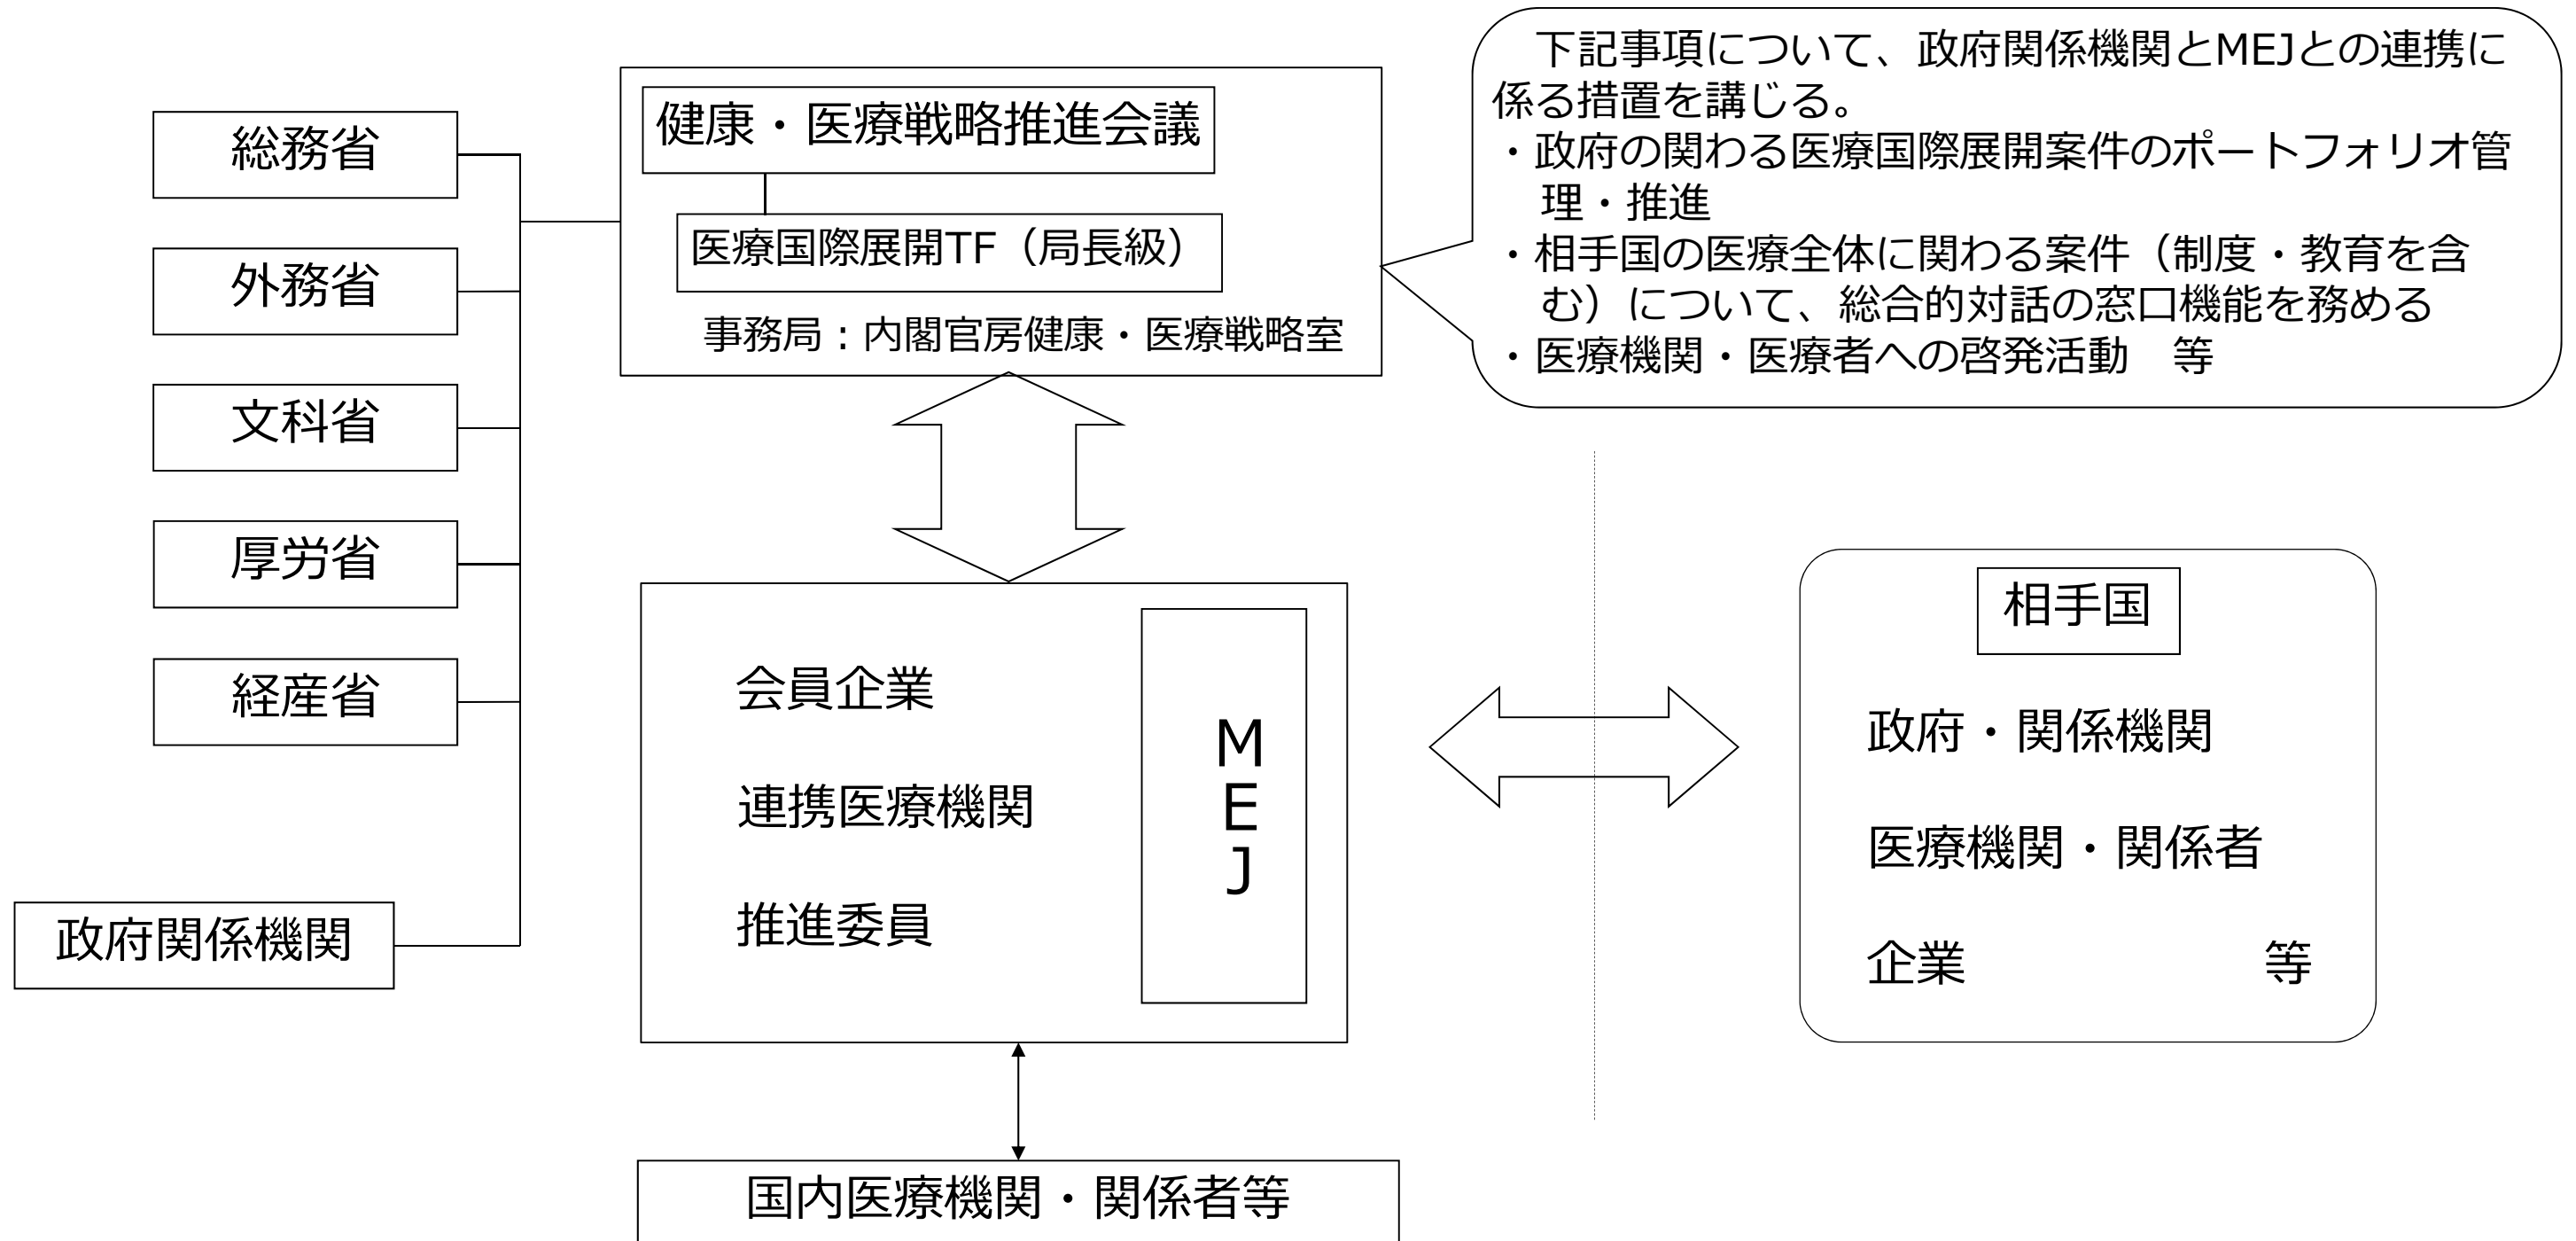 総務省
外務省
文科省
厚労省
経産省
政府関係機関
健康・医療戦略推進会議
医療国際展開TF（局長級）
事務局：内閣官房健康・医療戦略室
下記事項について、政府関係機関とMEJとの連携に
係る措置を講じる。
・政府の関わる医療国際展開案件のポートフォリオ管
理・推進
・相手国の医療全体に関わる案件（制度・教育を含
む）について、総合的対話の窓口機能を務める
・医療機関・医療者への啓発活動　等
会員企業
連携医療機関
推進委員
MEJ
相手国
政府・関係機関
医療機関・関係者
企業　　　　　　等
国内医療機関・関係者等